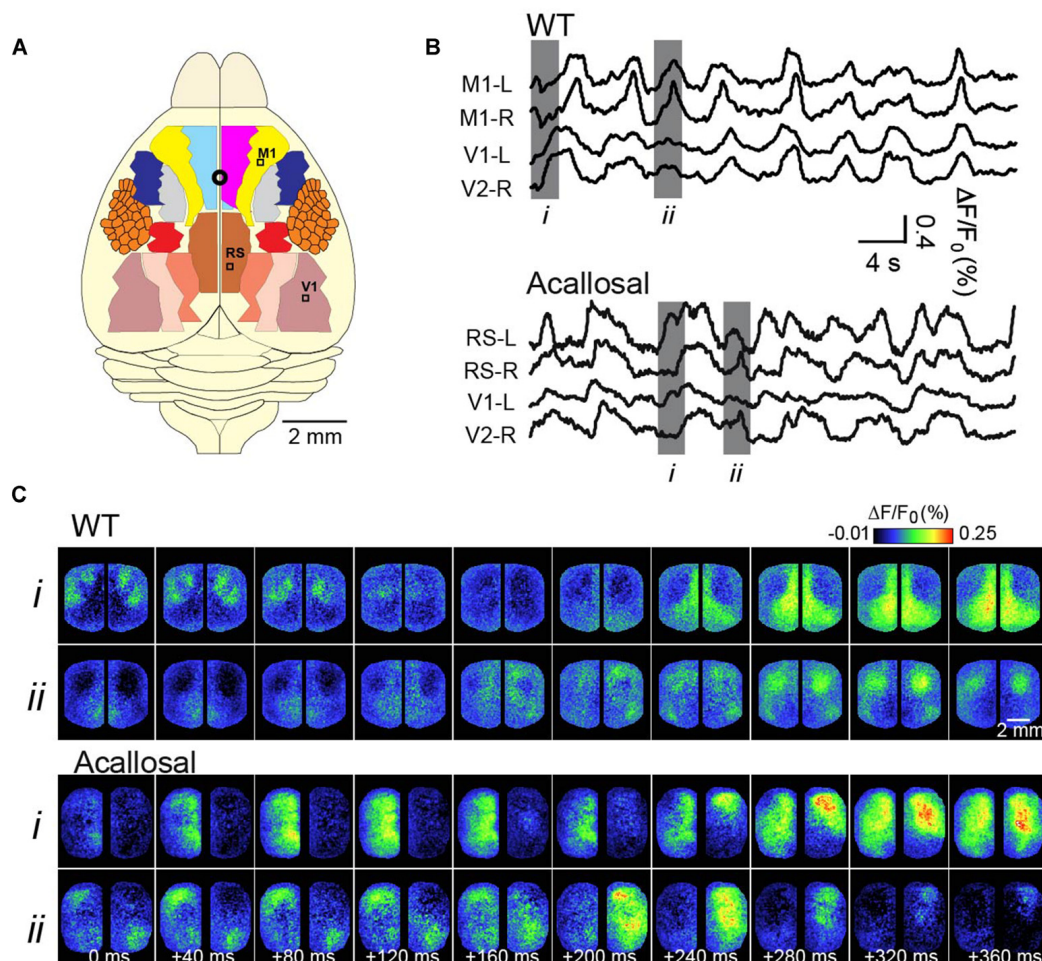 A
M1
RS
V1
2 mm
B
WT
M1-L
M1-R
V1-L
V2-R
i
ii
4 s
0.4
ΔF/F0 (%)
Acallosal
RS-L
RS-R
V1-L
V2-R
i
ii
C
WT
ΔF/F0 (%)
-0.01
0.25
i
ii
2 mm
Acallosal
i
ii
0 ms
+40 ms
+80 ms
+120 ms
+160 ms
+200 ms
+240 ms
+280 ms
+320 ms
+360 ms